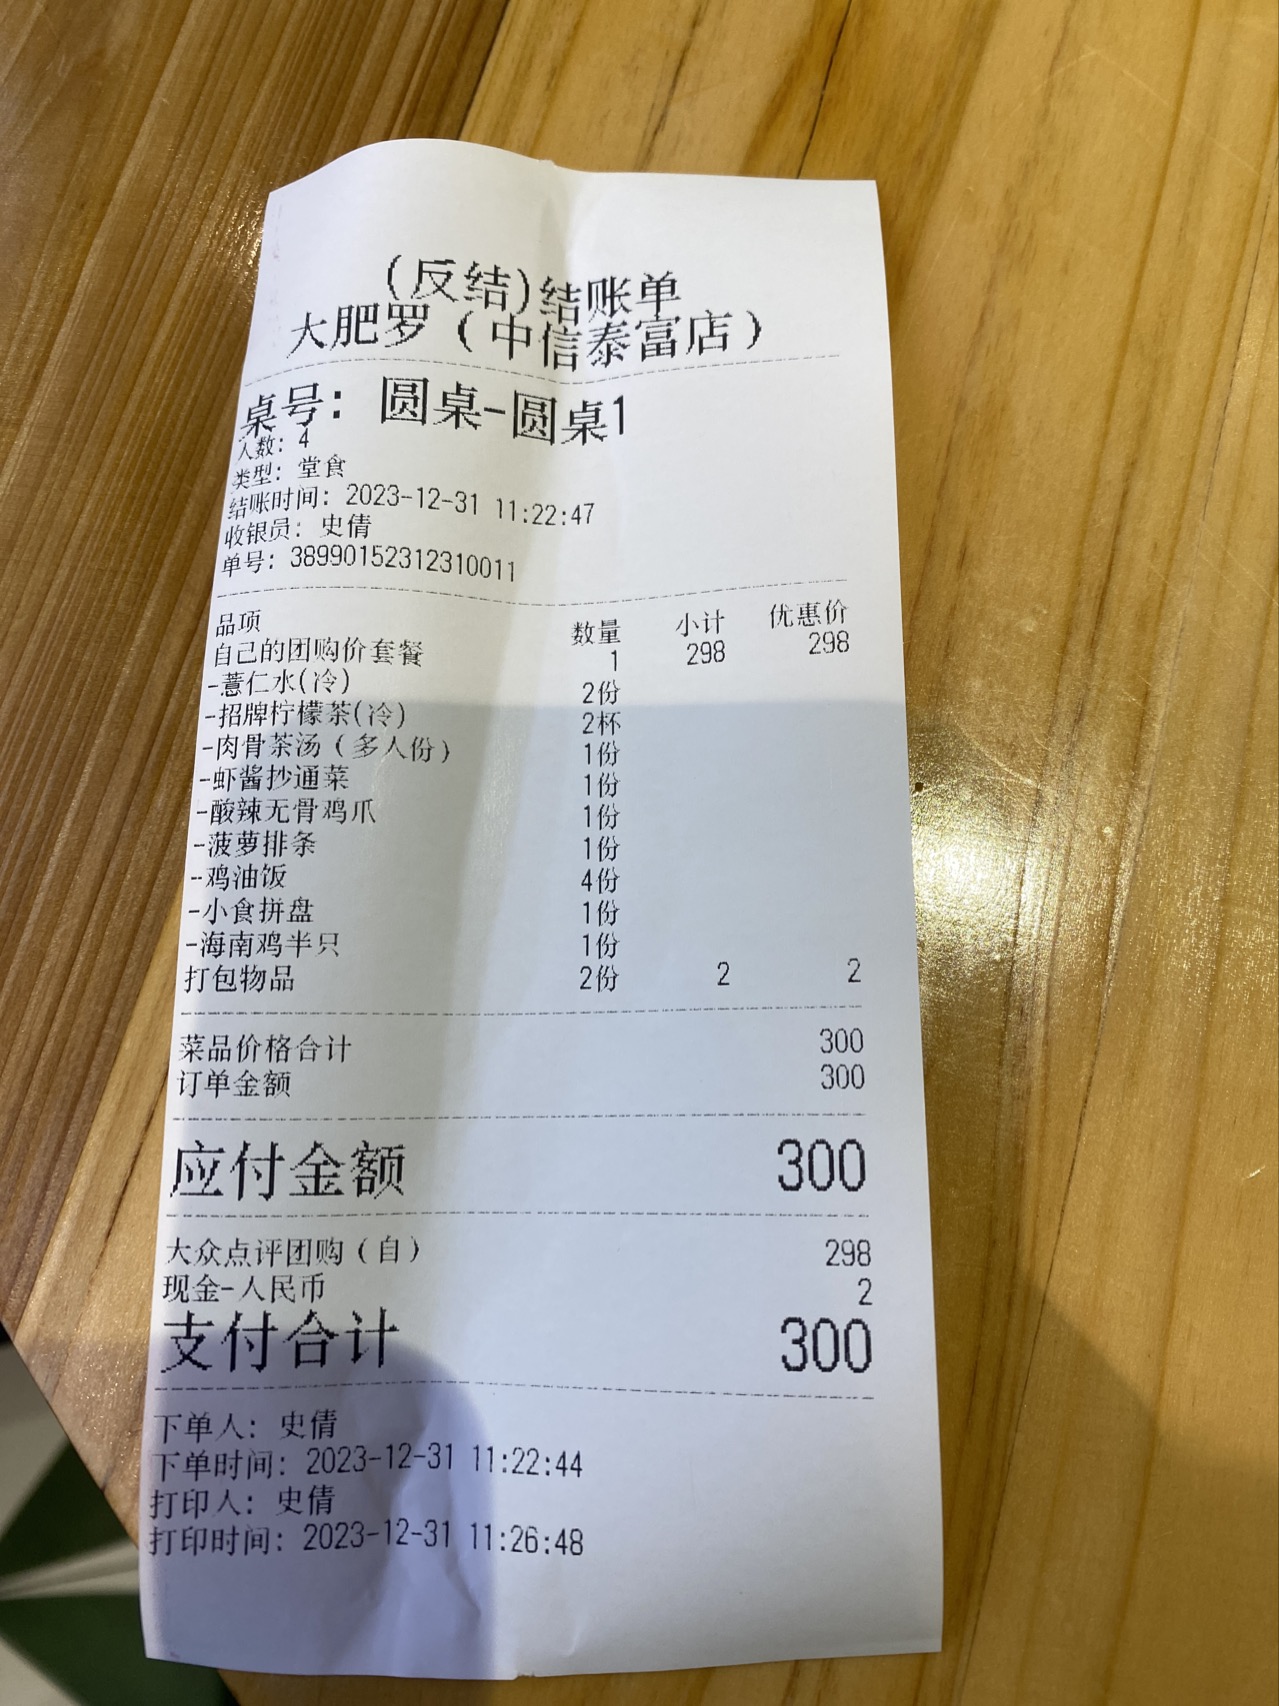 (反结)结账单
大肥罗（中信泰富店）
桌号： 圆桌-圆桌1
人数： 4
类型： 堂食
结账时间： 2023-12-31 11:22:47
收银员： 史倩
单号： 38990152312310011
品项 数量 小计 优惠价
自己的团购价套餐 1 298 298
-薏仁水(冷) 2份
-招牌柠檬茶(冷) 2杯
-肉骨茶汤（多人份） 1份
-虾酱抄通菜 1份
-酸辣无骨鸡爪 1份
-菠萝排条 1份
-鸡油饭 4份
-小食拼盘 1份
-海南鸡半只 1份
打包物品 2份 2 2
菜品价格合计 300
订单金额 300
应付金额 300
大众点评团购（自） 298
现金-人民币 2
支付合计 300
下单人： 史倩
下单时间： 2023-12-31 11:22:44
打印人： 史倩
打印时间： 2023-12-31 11:26:48